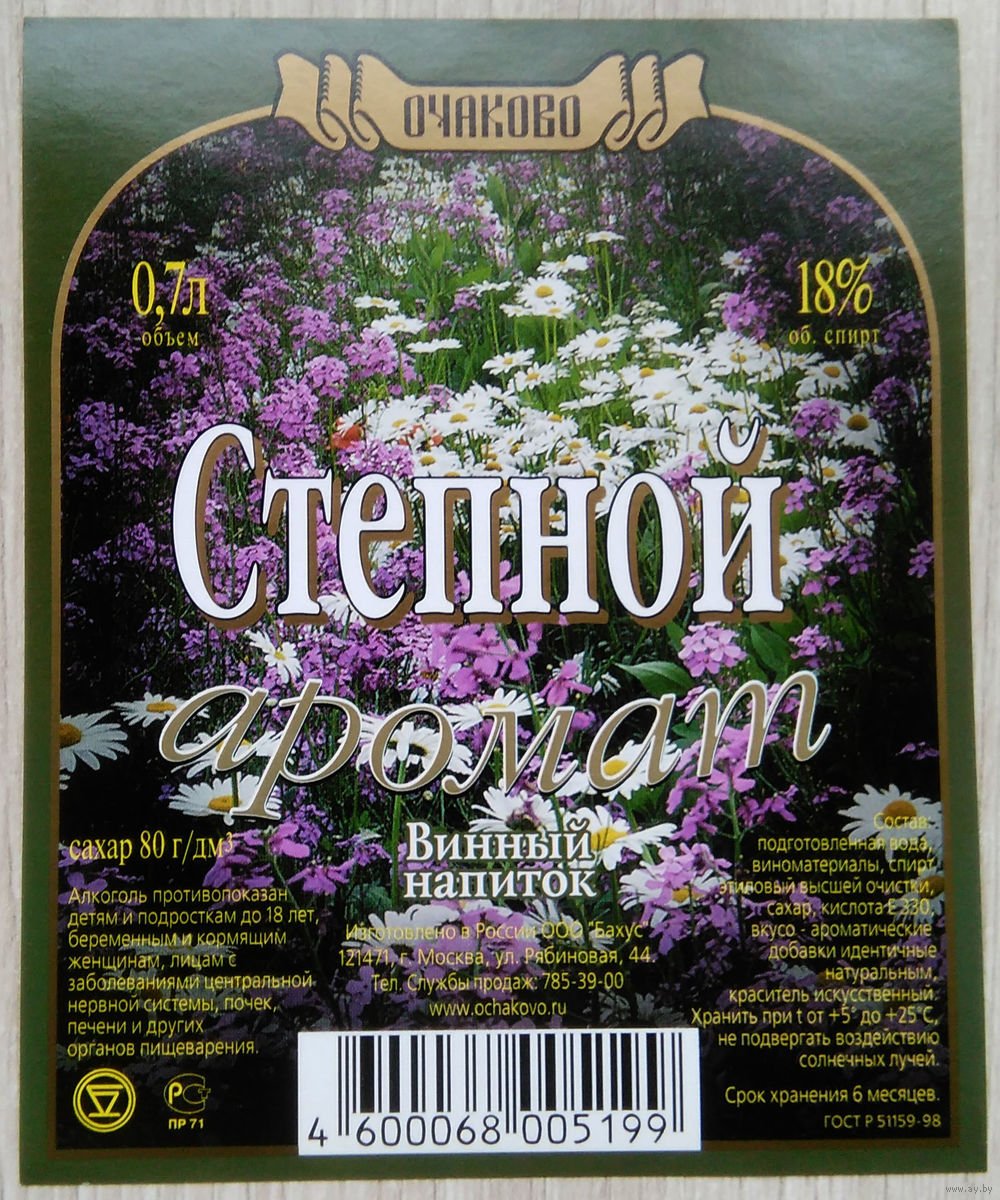 ОЧАКОВО
0,7л
объем
18%
об. спирт
Степной
аромат
Винный
напиток
сахар 80 г/дм³
Алкоголь противопоказан
детям и подросткам до 18 лет,
беременным и кормящим
женщинам, лицам с
заболеваниями центральной
нервной системы, почек,
печени и других
органов пищеварения.
Изготовлено в России ООО "Бахус"
121471, г. Москва, ул. Рябиновая, 44.
Тел. Службы продаж: 785-39-00
www.ochakovo.ru
Состав:
подготовленная вода,
виноматериалы, спирт
этиловый высшей очистки,
сахар, кислота Е 330,
вкусо - ароматические
добавки идентичные
натуральным,
краситель искусственный.
Хранить при t от +5° до +25°С,
не подвергать воздействию
солнечных лучей.
Срок хранения 6 месяцев.
ГОСТ Р 51159-98
РСТ
ПР 71
4 600068 005199
www.ay.by